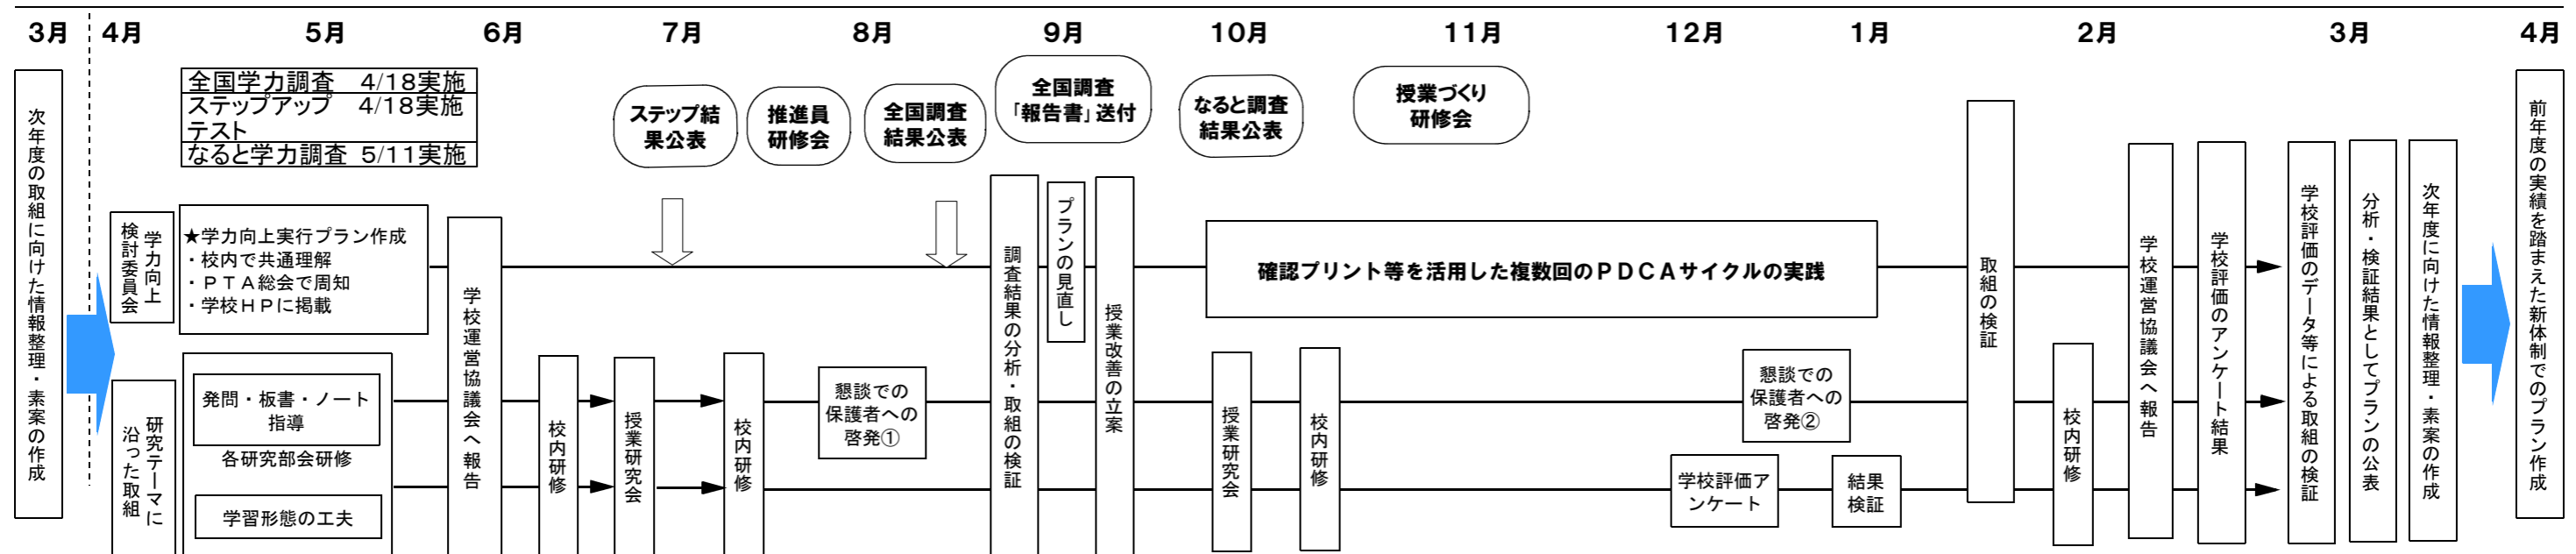 3月 4月 5月 6月 7月 8月 9月 10月 11月 12月 1月 2月 3月 4月
次年度の取組に向けた情報整理・素案の作成
全国学力調査 4/18実施
ステップアップ 4/18実施
テスト
なると学力調査 5/11実施
ステップ結
果公表
推進員
研修会
全国調査
結果公表
全国調査
「報告書」送付
なると調査
結果公表
授業づくり
研修会
学力向上
検討委員会
★学力向上実行プラン作成
・校内で共通理解
・PTA総会で周知
・学校HPに掲載
研究テーマに
沿った取組
発問・板書・ノート
指導
各研究部会研修
学習形態の工夫
学校運営協議会へ報告
校内研修
授業研究会
校内研修
懇談での
保護者への
啓発①
調査結果の分析・取組の検証
プランの見直し
授業改善の立案
確認プリント等を活用した複数回のPDCAサイクルの実践
授業研究会
校内研修
懇談での
保護者への
啓発②
学校評価ア
ンケート
結果
検証
取組の検証
校内研修
学校運営協議会へ報告
学校評価のアンケート結果
学校評価のデータ等による取組の検証
分析・検証結果としてプランの公表
次年度に向けた情報整理・素案の作成
前年度の実績を踏まえた新体制でのプラン作成